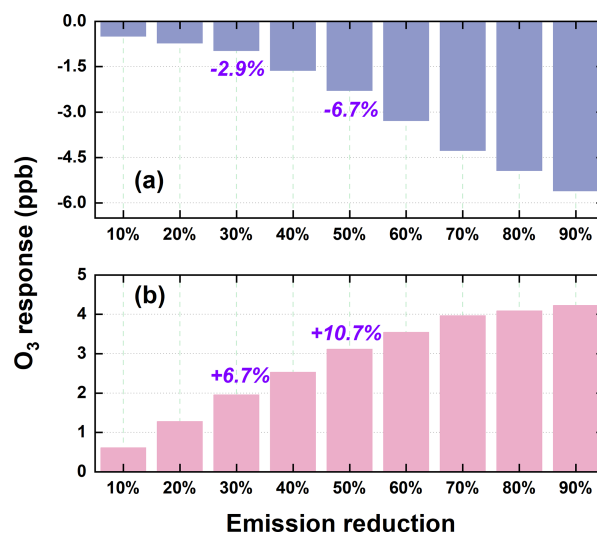 O₃ response (ppb)
0.0
-1.5
-3.0
-4.5
-6.0
-2.9%
-6.7%
(a)
10% 20% 30% 40% 50% 60% 70% 80% 90%
5
4
3
2
1
0
(b)
+10.7%
+6.7%
10% 20% 30% 40% 50% 60% 70% 80% 90%
Emission reduction